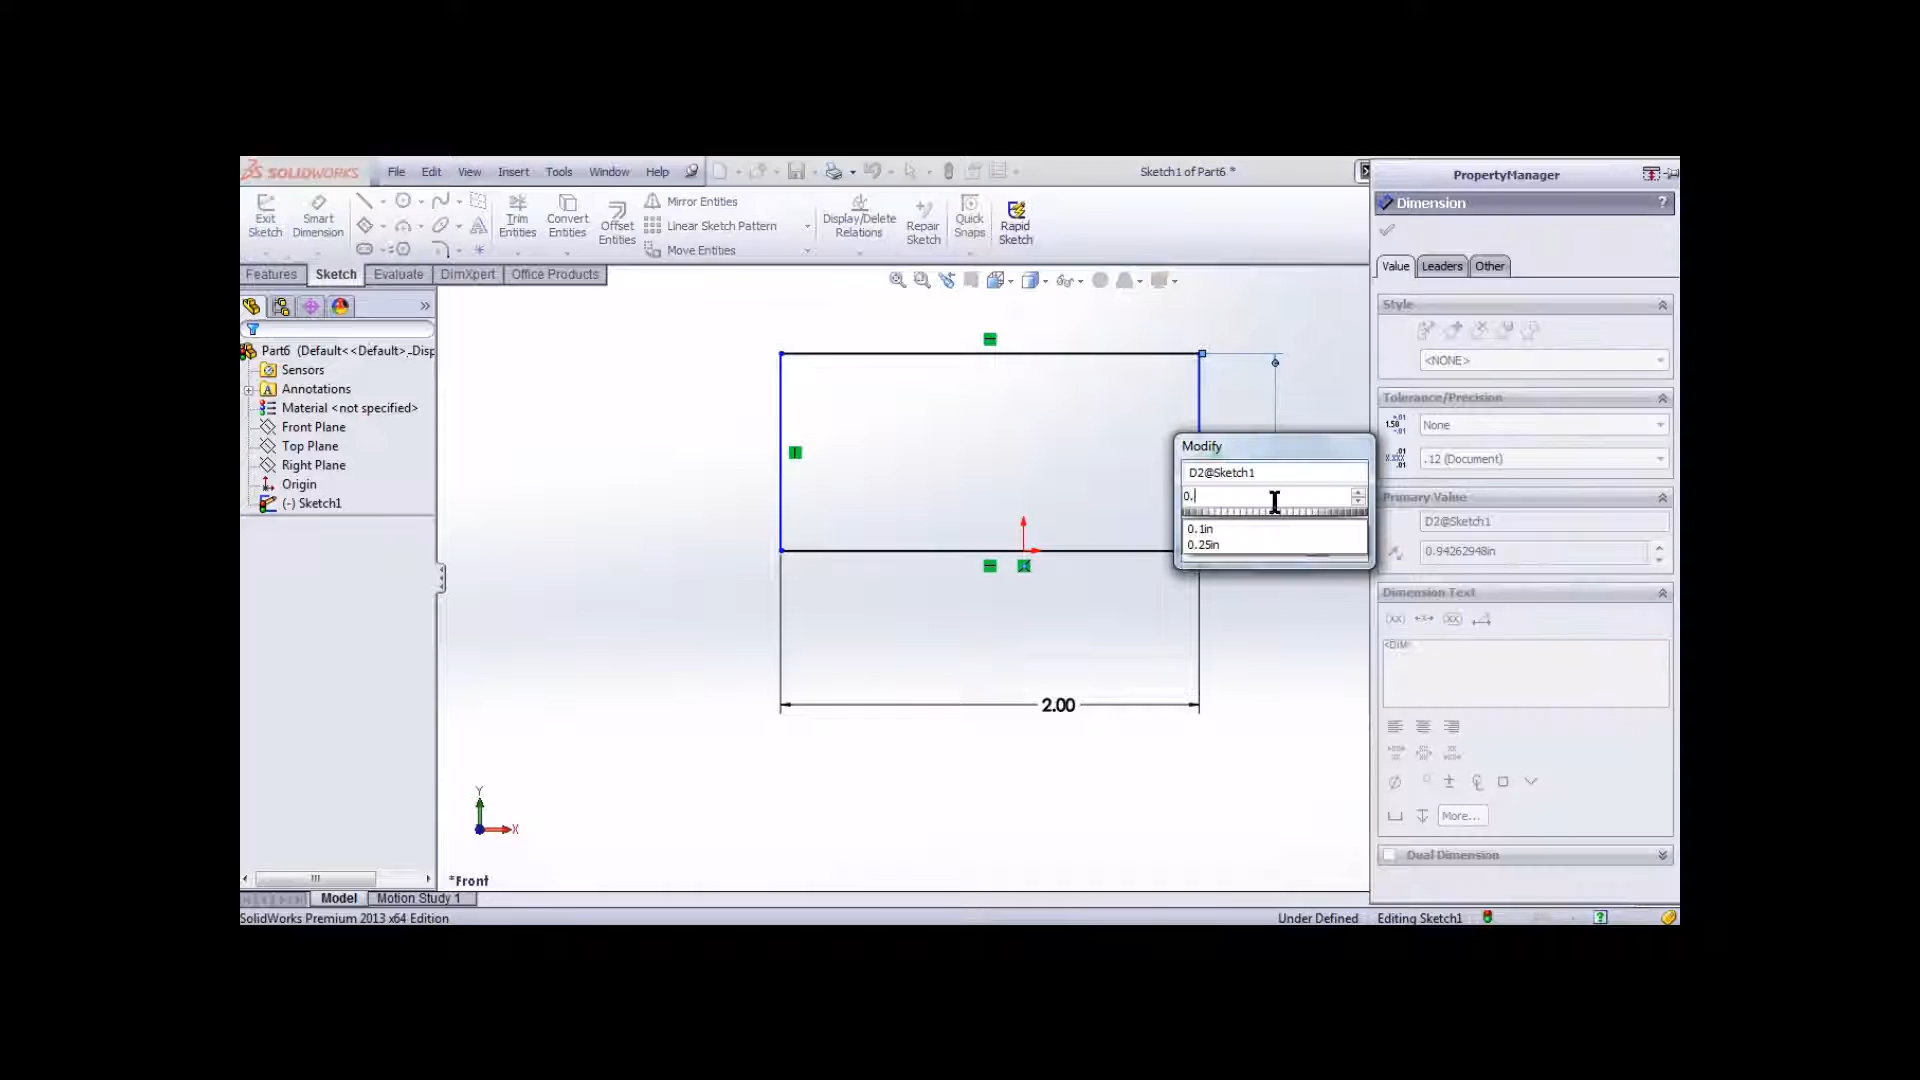 SOLIDWORKS
File Edit View Insert Tools Window Help
Sketch1 of Part6 *
Exit Sketch
Smart Dimension
Trim Entities
Convert Entities
Offset Entities
Mirror Entities
Linear Sketch Pattern
Move Entities
Display/Delete Relations
Repair Sketch
Quick Snaps
Rapid Sketch
Features Sketch Evaluate DimXpert Office Products
Part6 (Default<<Default>_Disp
Sensors
Annotations
Material <not specified>
Front Plane
Top Plane
Right Plane
Origin
(-) Sketch1
Modify
D2@Sketch1
0.
0.1in
0.25in
2.00
Y
X
*Front
PropertyManager
Dimension
?
Value Leaders Other
Style
<NONE>
Tolerance/Precision
None
.12 (Document)
Primary Value
D2@Sketch1
0.94262948in
Dimension Text
<DIM>
More...
Dual Dimension
Model Motion Study 1
SolidWorks Premium 2013 x64 Edition
Under Defined
Editing Sketch1